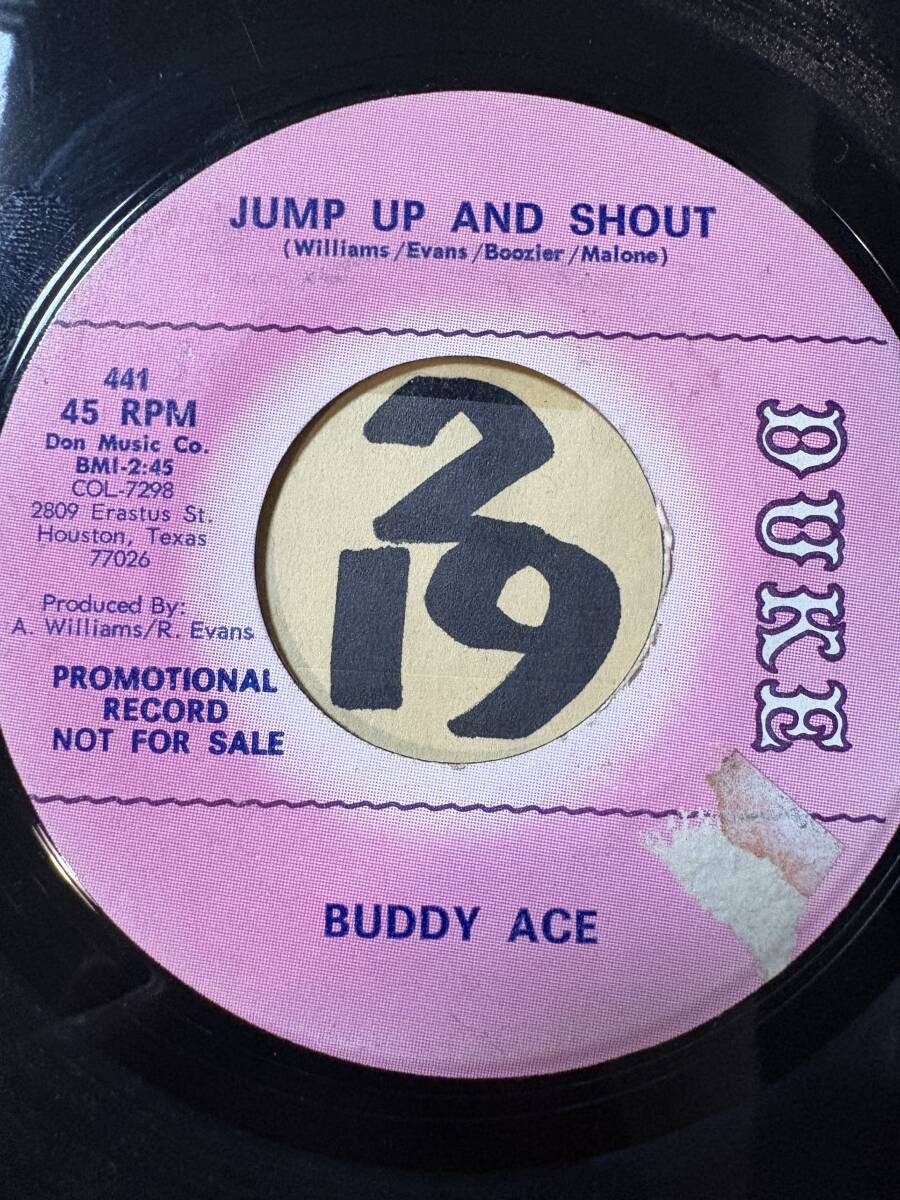 JUMP UP AND SHOUT
(Williams/Evans/Boozier/Malone)
441
45 RPM
Don Music Co.
BMI-2:45
COL-7298
2809 Erastus St.
Houston, Texas
77026
Produced By:
A. Williams/R. Evans
PROMOTIONAL
RECORD
NOT FOR SALE
2
19
DUKE
BUDDY ACE